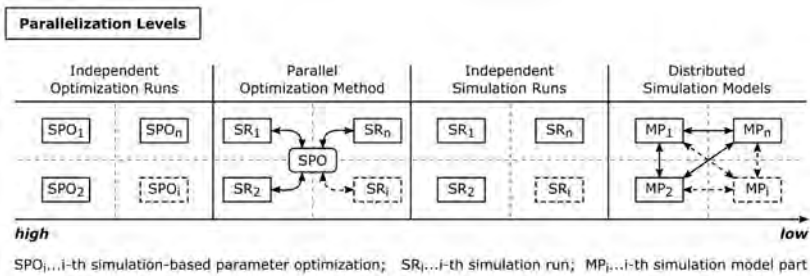 Parallelization Levels
Independent Optimization Runs
Parallel Optimization Method
Independent Simulation Runs
Distributed Simulation Models
SPO₁ SPOₙ SR₁ SRₙ SR₁ SRₙ MP₁ MPₙ
SPO
SPO₂ SPOᵢ SR₂ SRᵢ SR₂ SRᵢ MP₂ MPᵢ
high low
SPOᵢ...i-th simulation-based parameter optimization; SRᵢ...i-th simulation run; MPᵢ...i-th simulation model part